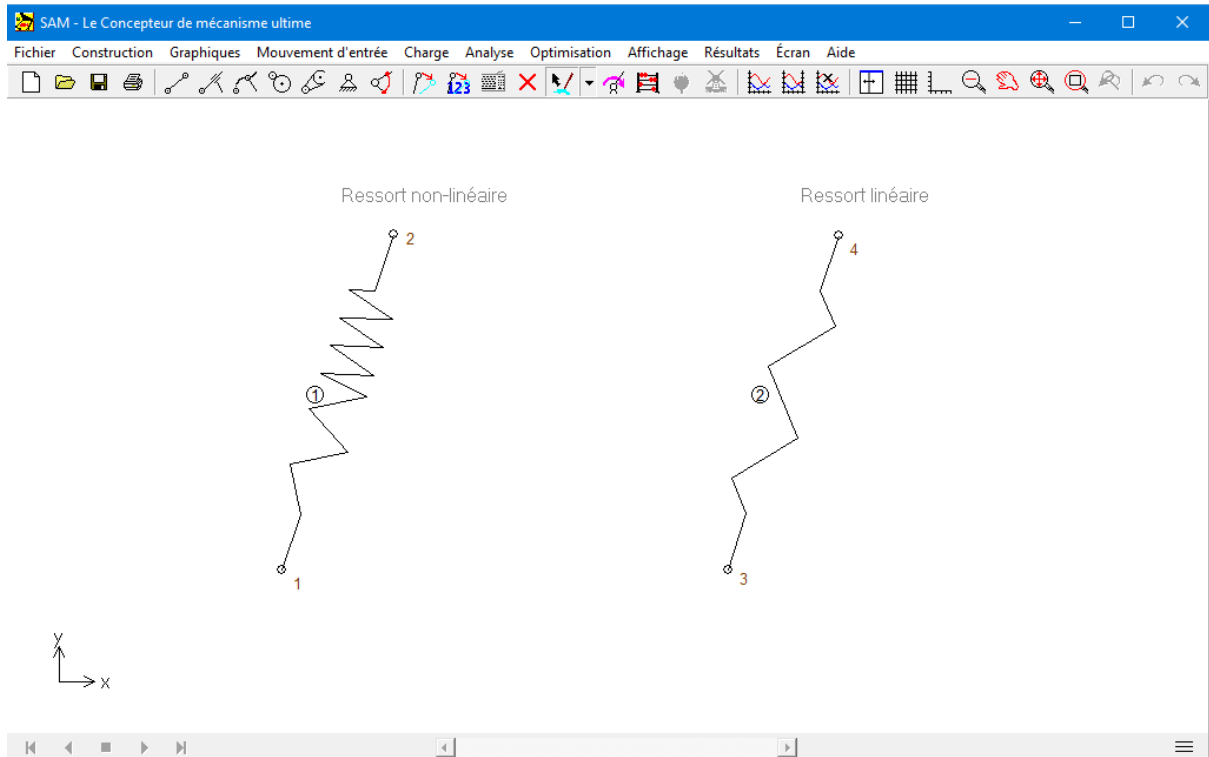 SAM - Le Concepteur de mécanisme ultime
Fichier Construction Graphiques Mouvement d'entrée Charge Analyse Optimisation Affichage Résultats Écran Aide
123
Ressort non-linéaire Ressort linéaire
2 4
1 2
1 3
y
x